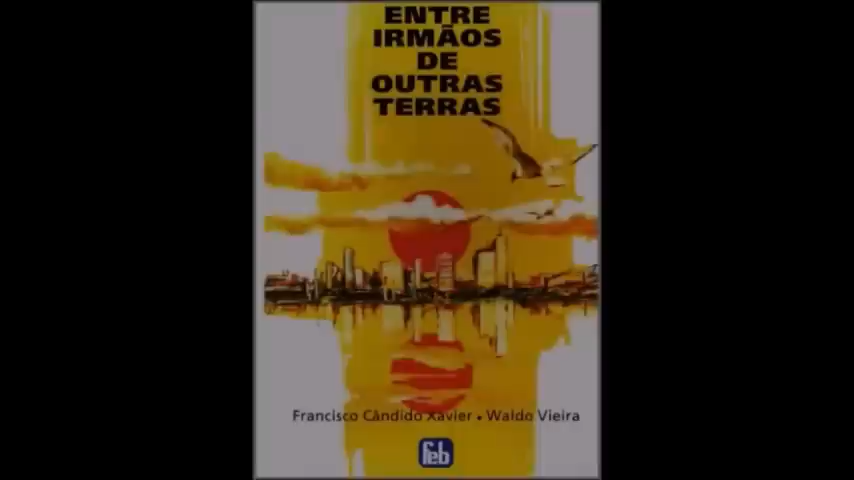 ENTRE
IRMÃOS
DE
OUTRAS
TERRAS
Francisco Cândido Xavier • Waldo Vieira
feb